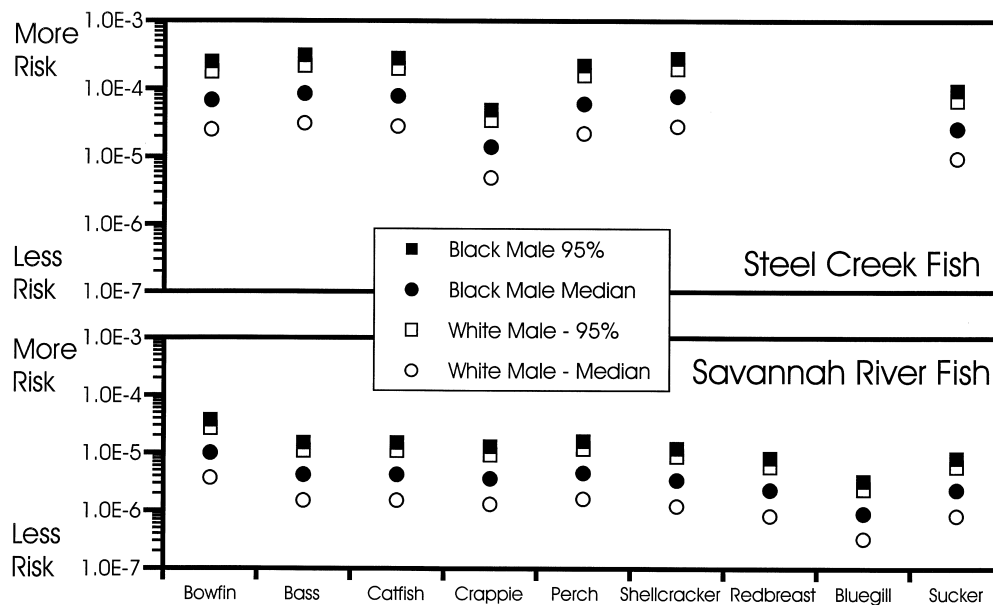 1.0E-3
More
Risk
1.0E-4
1.0E-5
1.0E-6
Less
Risk
1.0E-7
Steel Creek Fish
Black Male 95%
Black Male Median
White Male - 95%
White Male - Median
1.0E-3
More
Risk
Savannah River Fish
1.0E-4
1.0E-5
1.0E-6
Less
Risk
1.0E-7
Bowfin Bass Catfish Crappie Perch Shellcracker Redbreast Bluegill Sucker